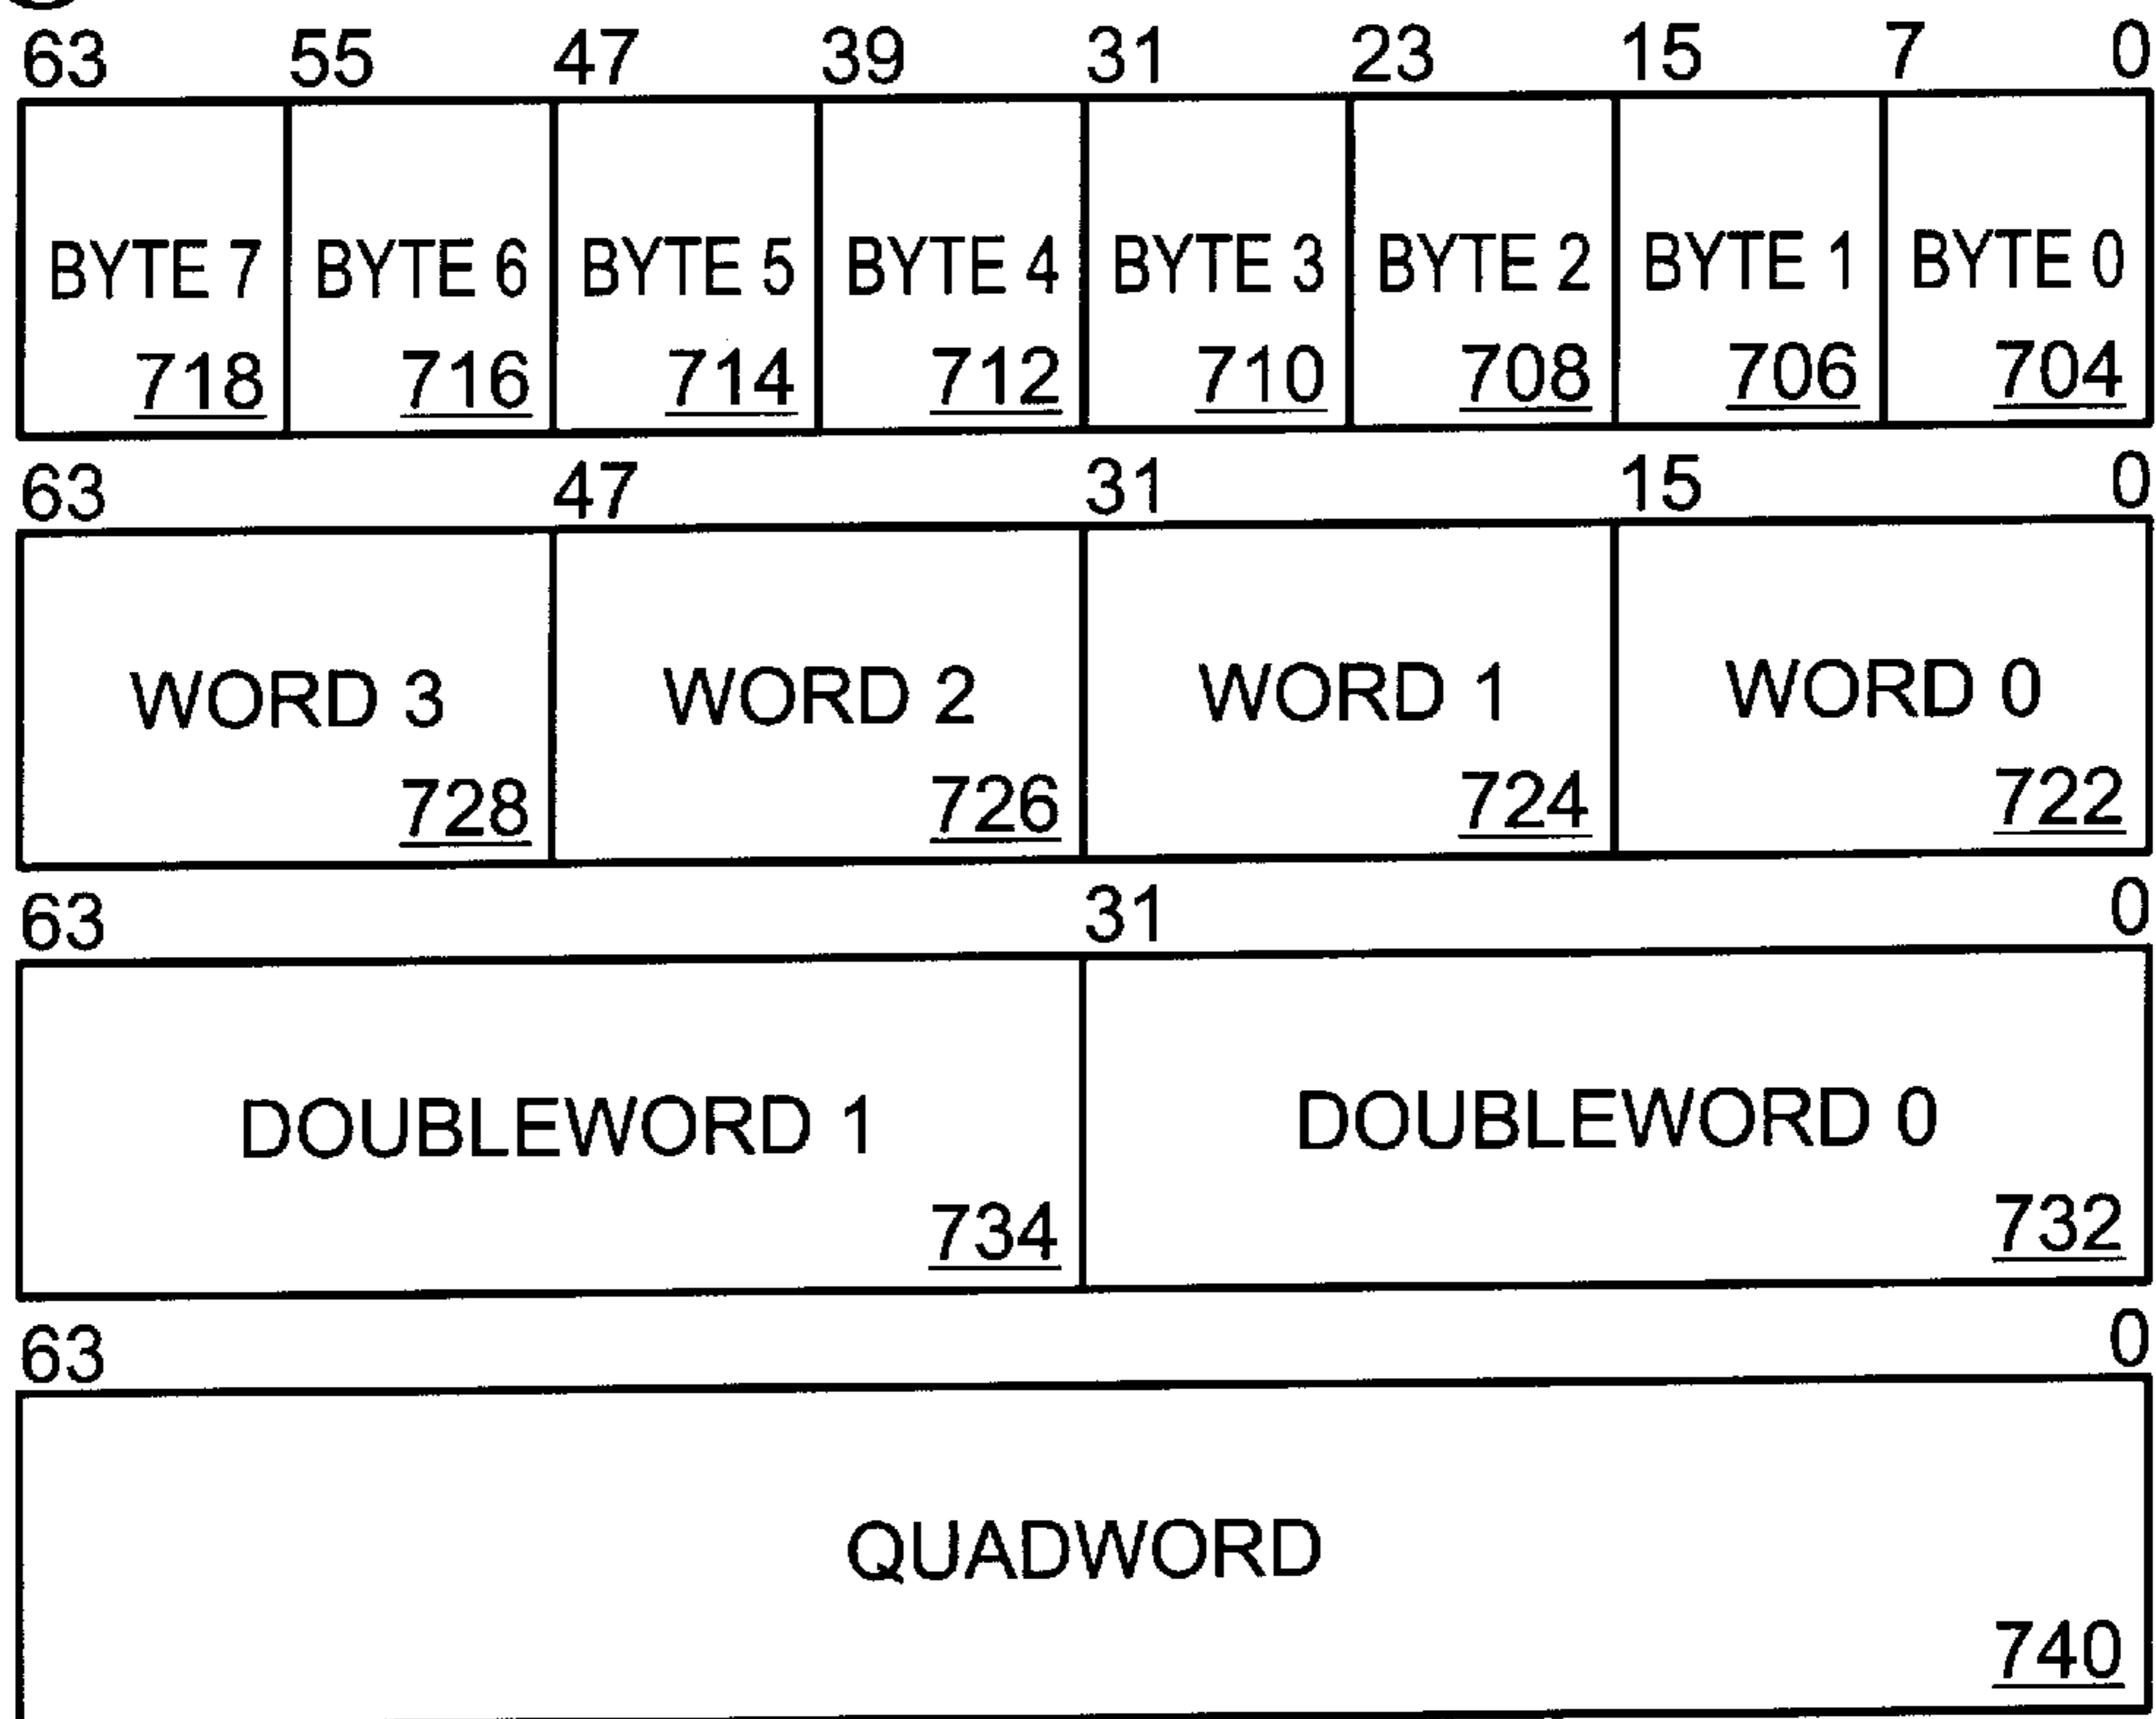 63 55 47 39 31 23 15 7 0
BYTE 7 BYTE 6 BYTE 5 BYTE 4 BYTE 3 BYTE 2 BYTE 1 BYTE 0
718 716 714 712 710 708 706 704
63 47 31 15 0
WORD 3 WORD 2 WORD 1 WORD 0
728 726 724 722
63 31 0
DOUBLEWORD 1 DOUBLEWORD 0
734 732
63 0
QUADWORD
740